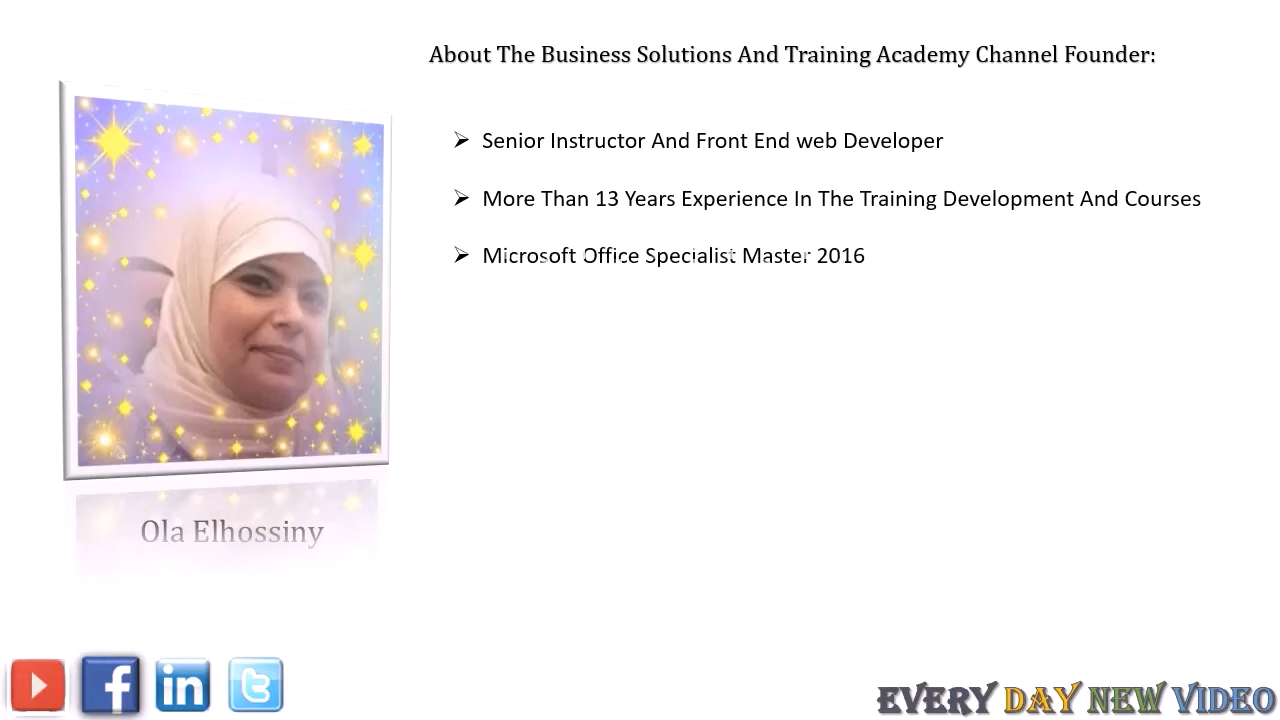 About The Business Solutions And Training Academy Channel Founder:
Senior Instructor And Front End web Developer
More Than 13 Years Experience In The Training Development And Courses
Microsoft Office Specialist Master 2016
Ola Elhossiny
EVERY DAY NEW VIDEO